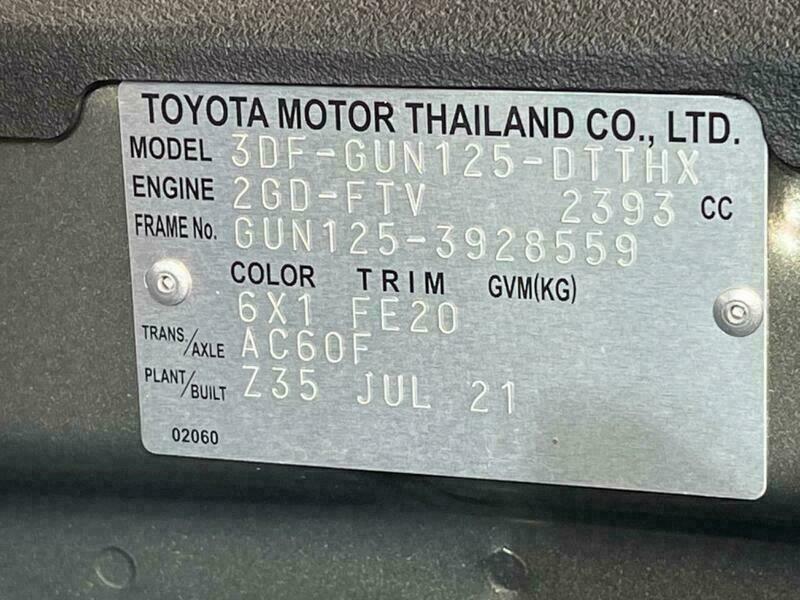 TOYOTA MOTOR THAILAND CO., LTD.
MODEL 3DF-GUN125-DTTHX
ENGINE 2GD-FTV 2393 CC
FRAME No. GUN125-3928559
COLOR TRIM GVM(KG)
6X1 FE20
TRANS./AXLE AC60F
PLANT/BUILT Z35 JUL 21
02060